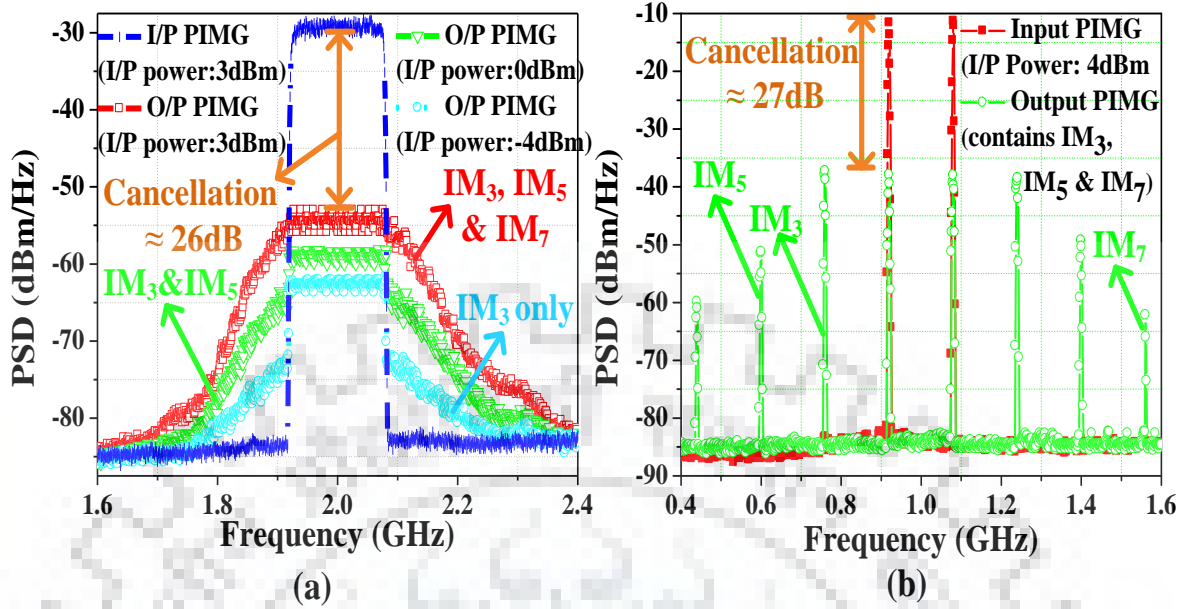 PSD (dBm/Hz)
-30
-40
-50
-60
-70
-80
I/P PIMG
(I/P power:3dBm)
O/P PIMG
(I/P power:3dBm)
O/P PIMG
(I/P power:0dBm)
O/P PIMG
(I/P power:-4dBm)
Cancellation
≈ 26dB
IM3, IM5
& IM7
IM3&IM5
IM3 only
1.6 1.8 2.0 2.2 2.4
Frequency (GHz)
(a)
PSD (dBm/Hz)
-10
-20
-30
-40
-50
-60
-70
-80
-90
Cancellation
≈ 27dB
Input PIMG
(I/P Power: 4dBm
Output PIMG
(contains IM3,
IM5 & IM7)
IM5
IM3
IM7
0.4 0.6 0.8 1.0 1.2 1.4 1.6
Frequency (GHz)
(b)